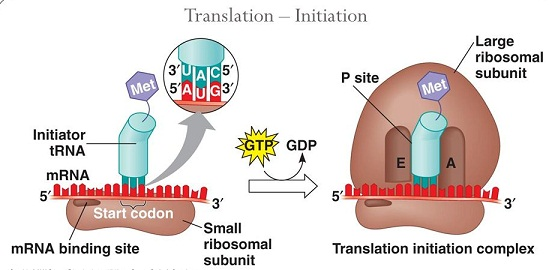 Translation – Initiation
Met
3′ U A C 5′
5′ A U G 3′
Initiator
tRNA
mRNA
5′
Start codon
3′
mRNA binding site
Small
ribosomal
subunit
GTP
GDP
Large
ribosomal
subunit
P site
Met
E
A
5′
3′
Translation initiation complex